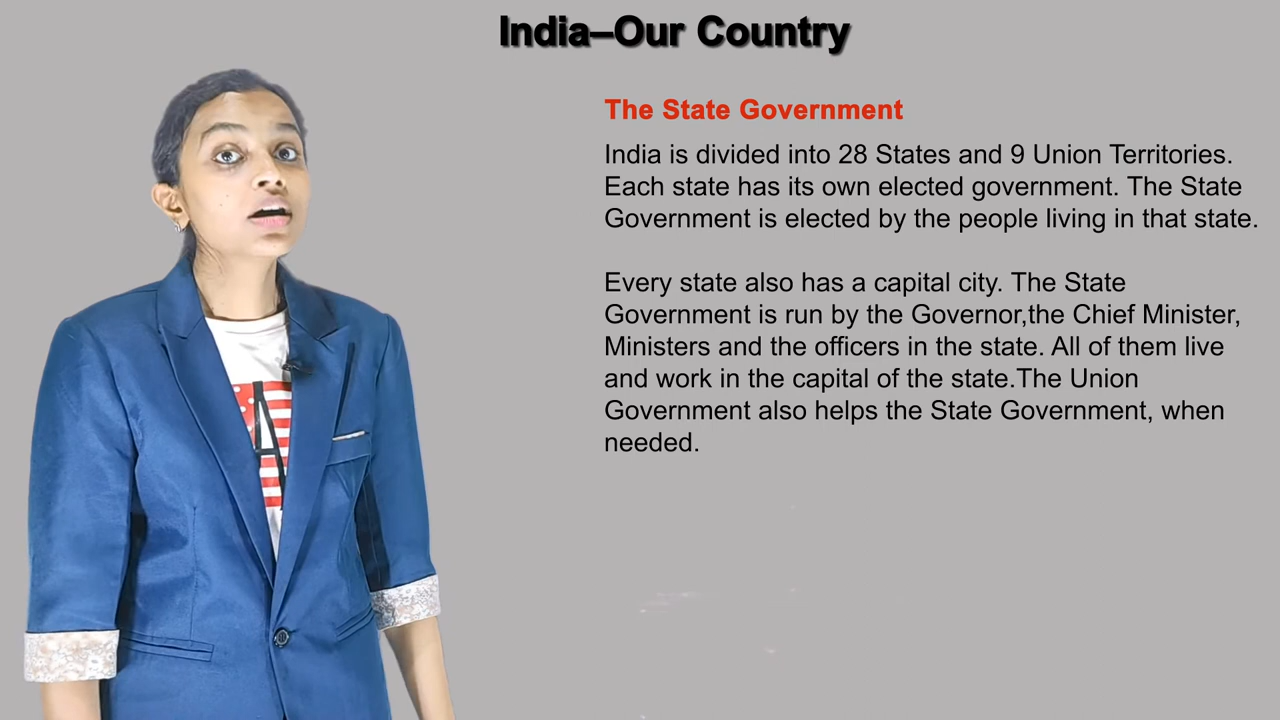 India–Our Country
The State Government
India is divided into 28 States and 9 Union Territories.
Each state has its own elected government. The State
Government is elected by the people living in that state.
Every state also has a capital city. The State
Government is run by the Governor,the Chief Minister,
Ministers and the officers in the state. All of them live
and work in the capital of the state.The Union
Government also helps the State Government, when
needed.